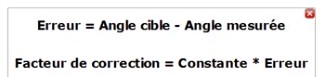 Erreur = Angle cible - Angle mesurée
Facteur de correction = Constante * Erreur